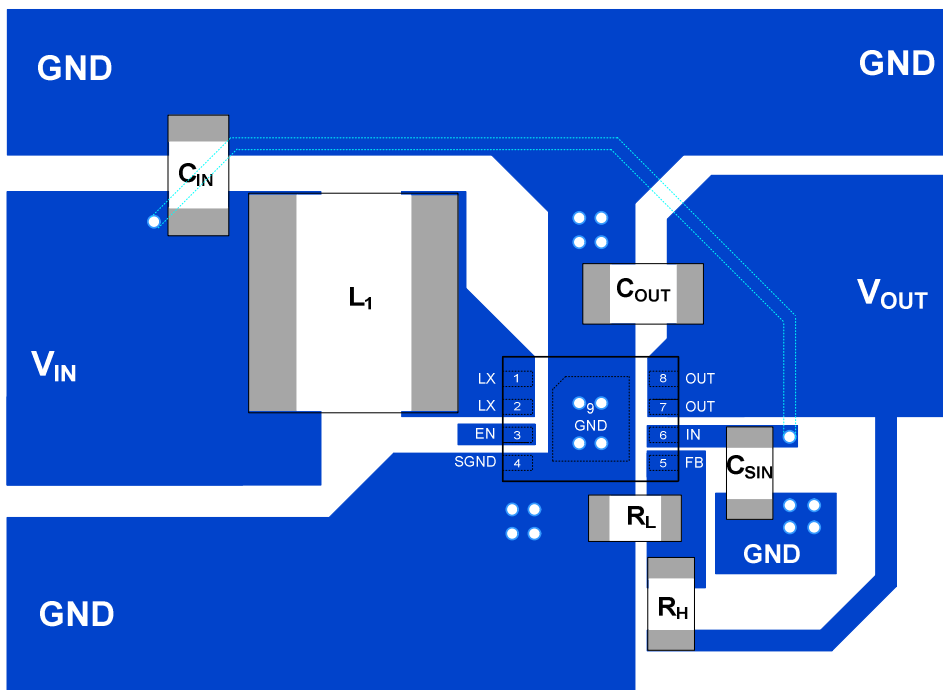 GND
GND
CIN
L1
COUT
VOUT
VIN
LX 1
8 OUT
LX 2
9
GND
7 OUT
EN 3
6 IN
SGND 4
5 FB
CSIN
RL
GND
RH
GND